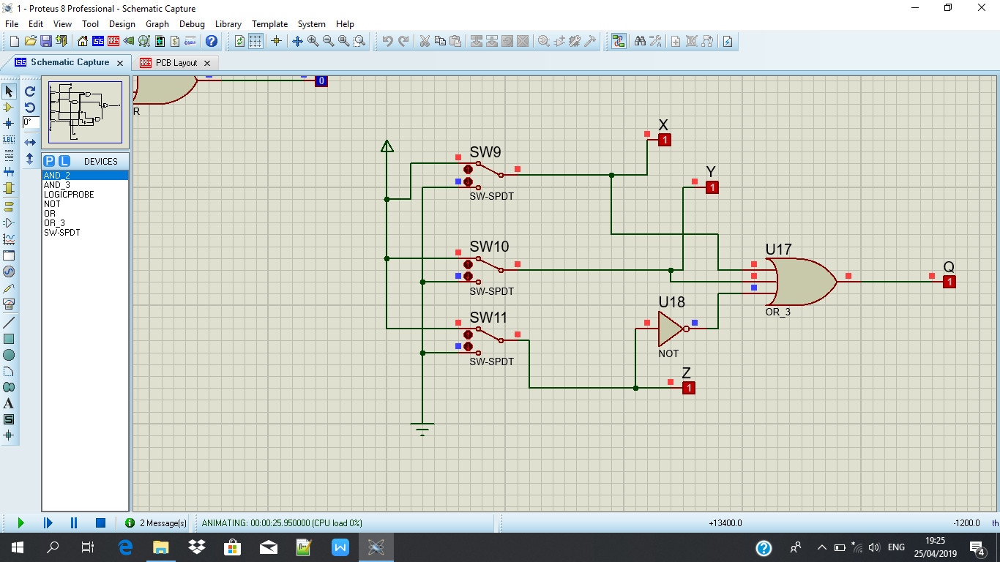 1 - Proteus 8 Professional - Schematic Capture
File Edit View Tool Design Graph Debug Library Template System Help
Schematic Capture
PCB Layout
0
R
0°
LBL
P L DEVICES
AND_2
AND_3
LOGICPROBE
NOT
OR
OR_3
SW-SPDT
A
S
X
1
SW9
SW-SPDT
Y
1
SW10
SW-SPDT
U17
OR_3
Q
1
SW11
SW-SPDT
U18
NOT
Z
1
2 Message(s)
ANIMATING: 00:00:25.950000 (CPU load 0%)
+13400.0
-1200.0
th
ENG
19:25
25/04/2019
4